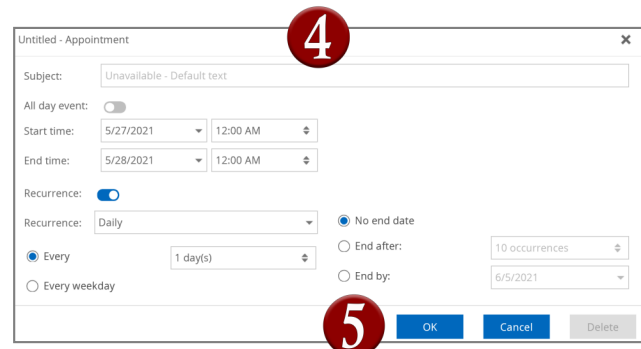 4
Untitled - Appointment
Subject: Unavailable - Default text
All day event:
Start time: 5/27/2021 12:00 AM
End time: 5/28/2021 12:00 AM
Recurrence:
Recurrence: Daily No end date
Every 1 day(s) End after: 10 occurrences
Every weekday End by: 6/5/2021
5 OK Cancel Delete